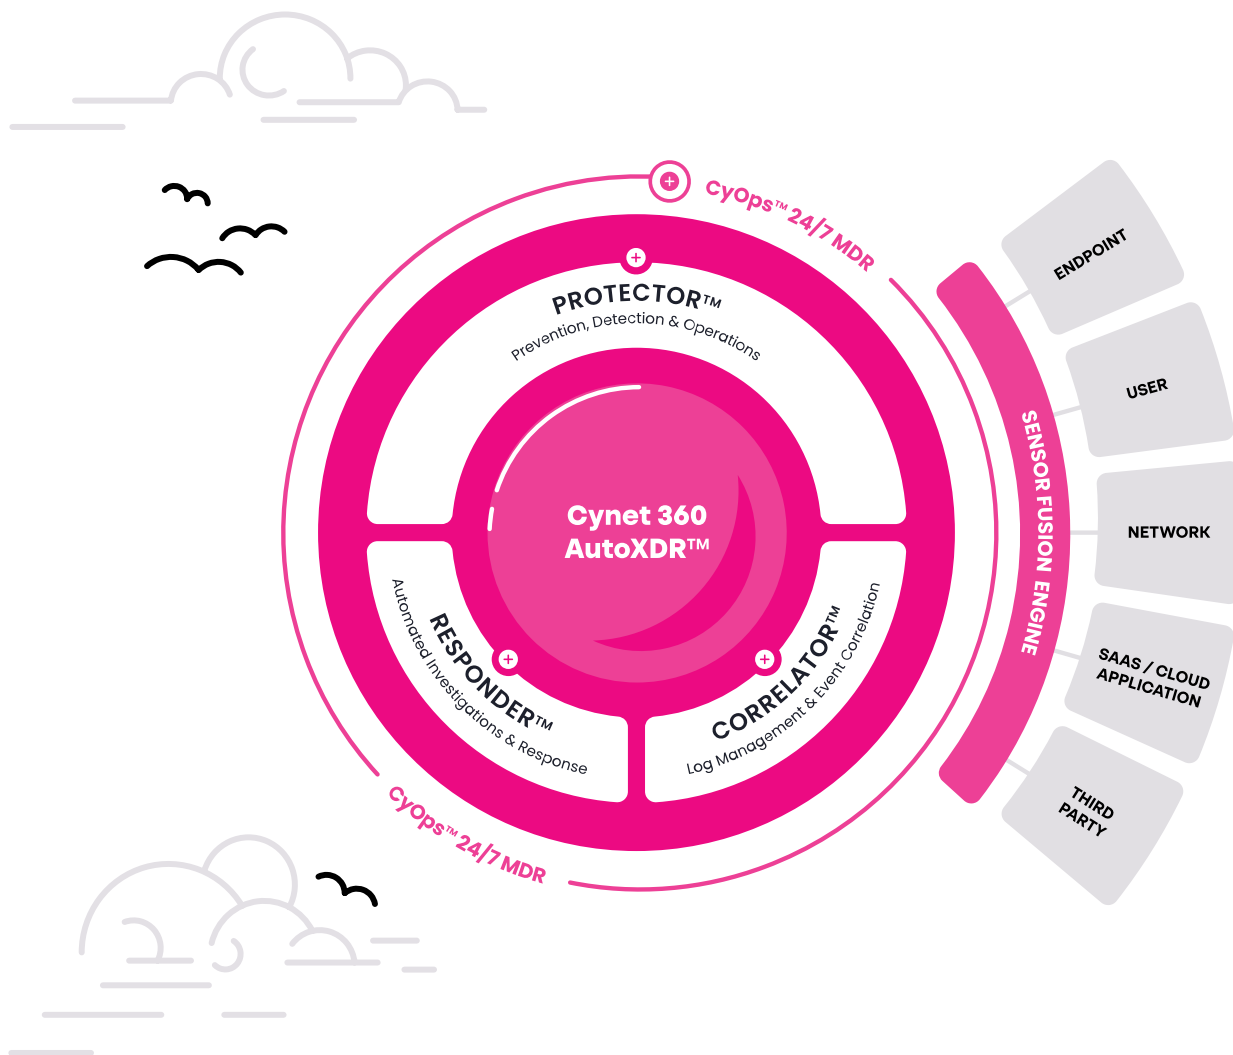 CyOps™ 24/7 MDR
PROTECTOR™
Prevention, Detection & Operations
Cynet 360
AutoXDR™
RESPONDER™
Automated Investigations & Response
CORRELATOR™
Log Management & Event Correlation
CyOps™ 24/7 MDR
SENSOR FUSION ENGINE
ENDPOINT
USER
NETWORK
SAAS / CLOUD
APPLICATION
THIRD
PARTY